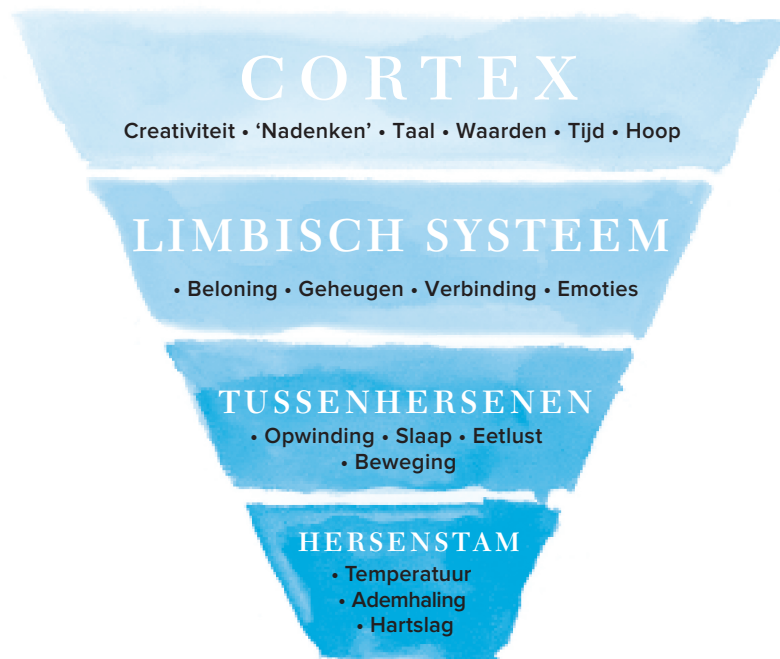 CORTEX
Creativiteit • ‘Nadenken’ • Taal • Waarden • Tijd • Hoop
LIMBISCH SYSTEEM
• Beloning • Geheugen • Verbinding • Emoties
TUSSENHERSENEN
• Opwinding • Slaap • Eetlust
• Beweging
HERSENSTAM
• Temperatuur
• Ademhaling
• Hartslag